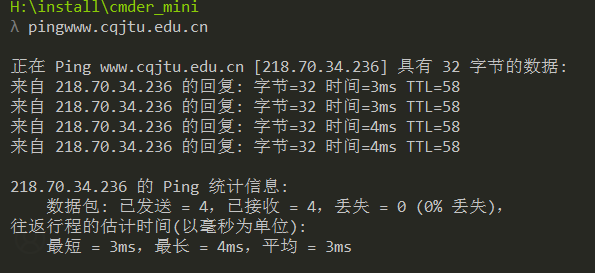 H:\install\cmder_mini
λ pingwww.cqjtu.edu.cn
正在 Ping www.cqjtu.edu.cn [218.70.34.236] 具有 32 字节的数据:
来自 218.70.34.236 的回复: 字节=32 时间=3ms TTL=58
来自 218.70.34.236 的回复: 字节=32 时间=3ms TTL=58
来自 218.70.34.236 的回复: 字节=32 时间=4ms TTL=58
来自 218.70.34.236 的回复: 字节=32 时间=4ms TTL=58
218.70.34.236 的 Ping 统计信息:
数据包: 已发送 = 4，已接收 = 4，丢失 = 0 (0% 丢失)，
往返行程的估计时间(以毫秒为单位):
最短 = 3ms，最长 = 4ms，平均 = 3ms